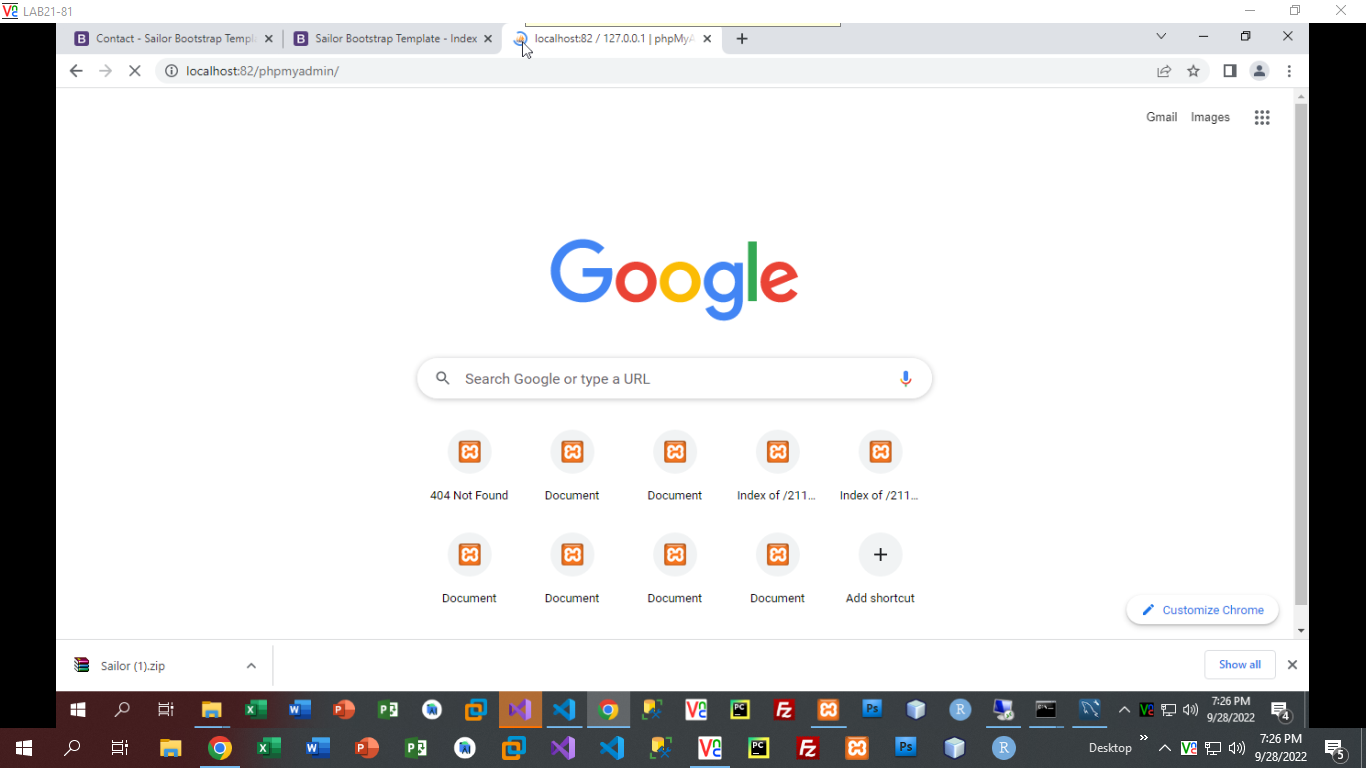 LAB21-81
Contact - Sailor Bootstrap Templ
Sailor Bootstrap Template - Index
localhost:82 / 127.0.0.1 | phpMyA
localhost:82/phpmyadmin/
Gmail Images
Google
Search Google or type a URL
404 Not Found Document Document Index of /211... Index of /211...
Document Document Document Document Add shortcut
Customize Chrome
Sailor (1).zip
Show all
7:26 PM
9/28/2022
4
Desktop
7:26 PM
9/28/2022
5